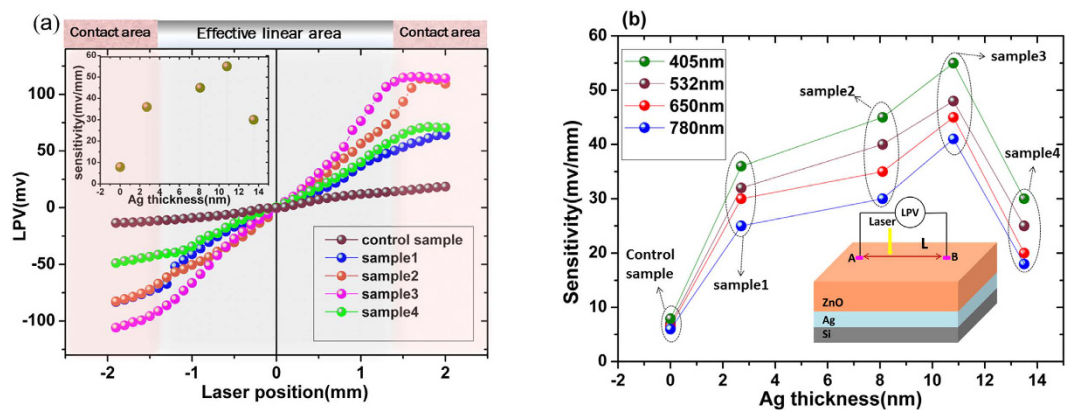 (a)
Contact area Effective linear area Contact area
LPV(mv)
100
50
0
-50
-100
-2 -1 0 1 2
Laser position(mm)
sensitivity(mv/mm)
60
50
40
30
20
10
0
-2 0 2 4 6 8 10 12 14
Ag thickness(nm)
control sample
sample1
sample2
sample3
sample4
(b)
Sensitivity(mv/mm)
60
50
40
30
20
10
0
-2 0 2 4 6 8 10 12 14
Ag thickness(nm)
405nm
532nm
650nm
780nm
sample3
sample2
sample4
Control
sample
sample1
LPV
Laser
L
A B
ZnO
Ag
Si